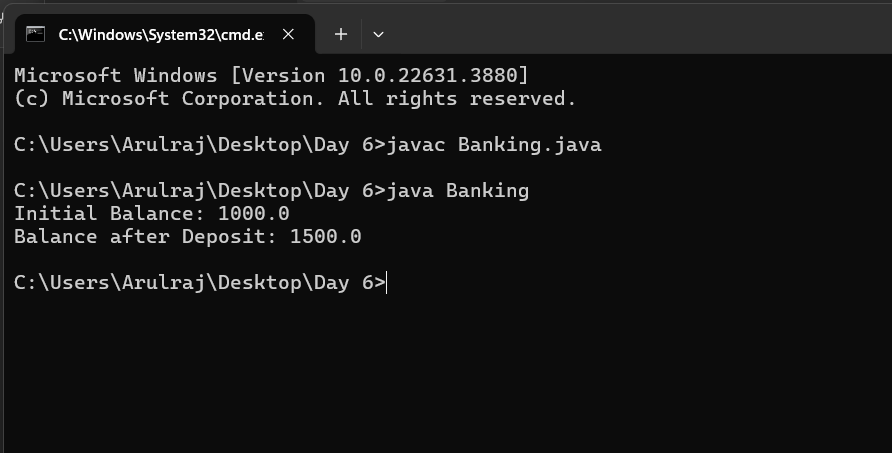 C:\Windows\System32\cmd.e
Microsoft Windows [Version 10.0.22631.3880]
(c) Microsoft Corporation. All rights reserved.
C:\Users\Arulraj\Desktop\Day 6>javac Banking.java
C:\Users\Arulraj\Desktop\Day 6>java Banking
Initial Balance: 1000.0
Balance after Deposit: 1500.0
C:\Users\Arulraj\Desktop\Day 6>